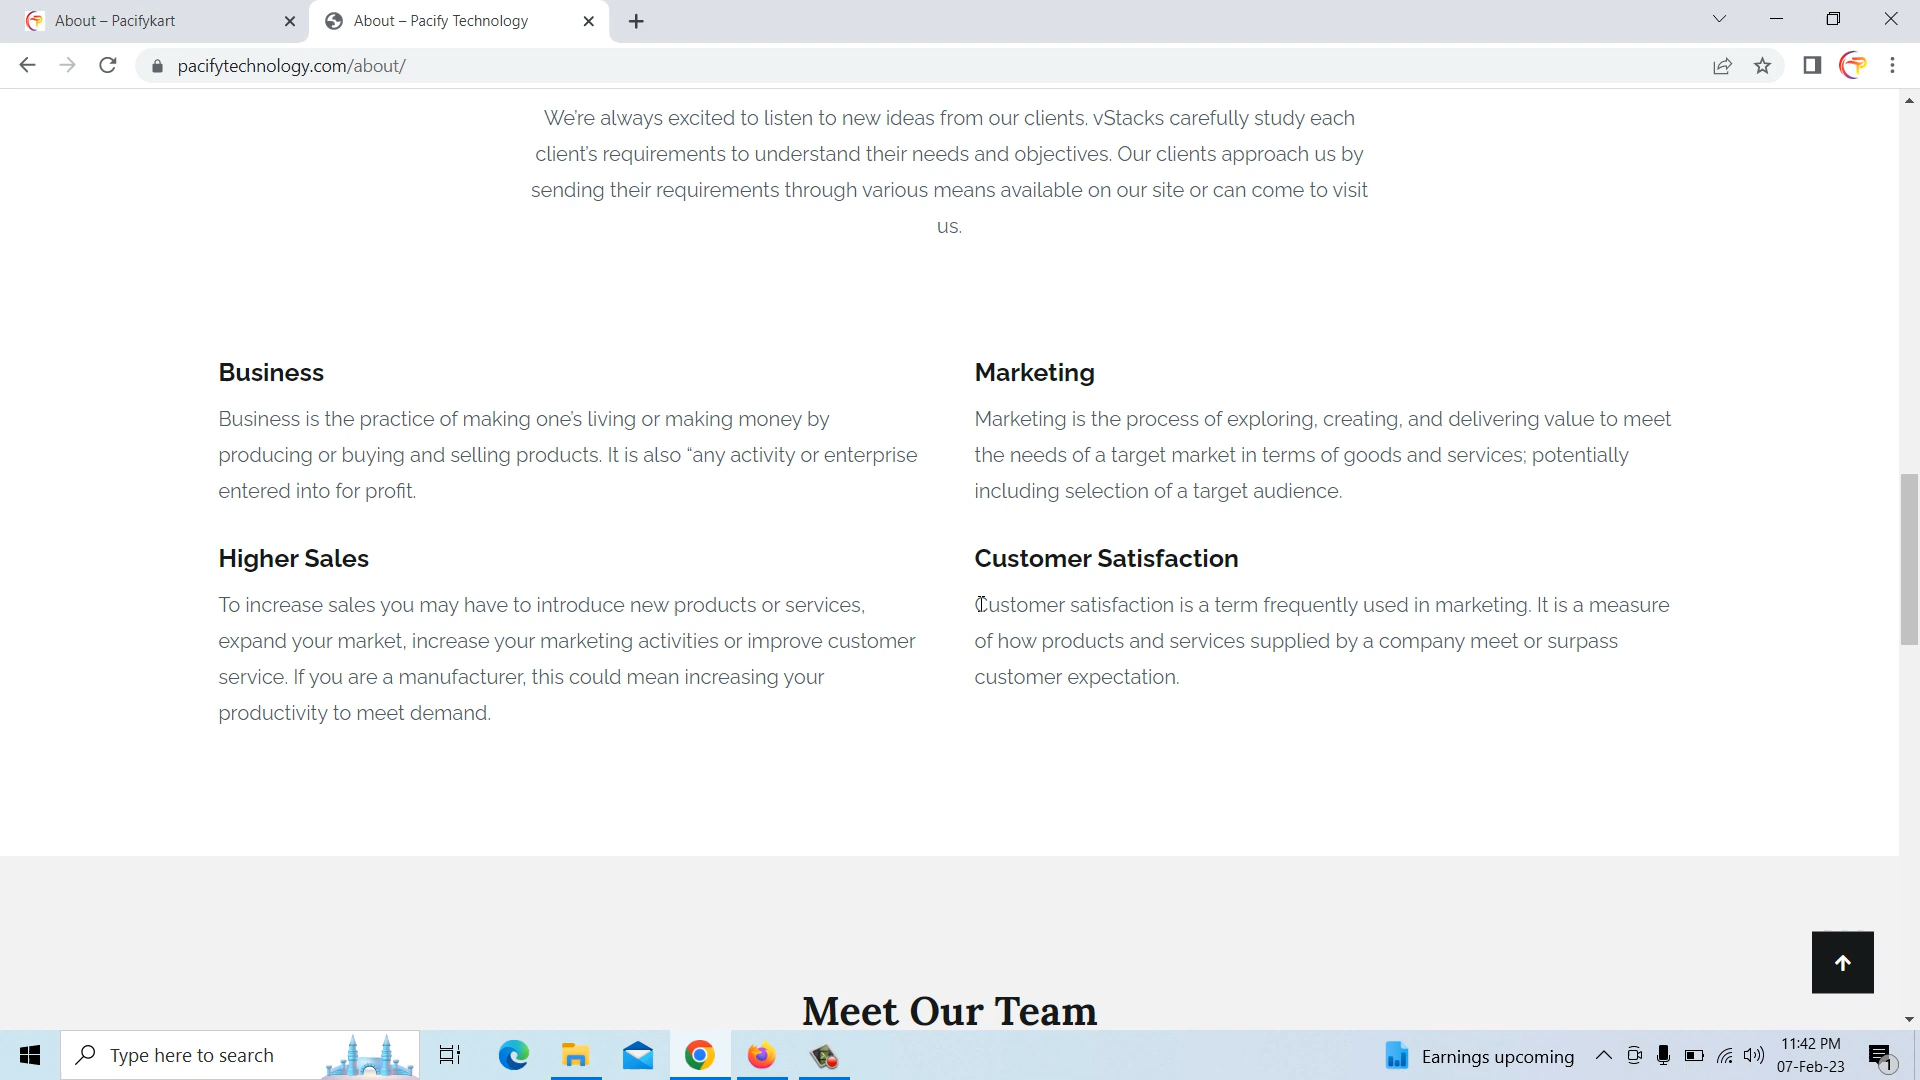 About – Pacifykart
About – Pacify Technology
pacifytechnology.com/about/
We're always excited to listen to new ideas from our clients. vStacks carefully study each
client's requirements to understand their needs and objectives. Our clients approach us by
sending their requirements through various means available on our site or can come to visit
us.
Business
Business is the practice of making one's living or making money by
producing or buying and selling products. It is also “any activity or enterprise
entered into for profit.
Marketing
Marketing is the process of exploring, creating, and delivering value to meet
the needs of a target market in terms of goods and services; potentially
including selection of a target audience.
Higher Sales
To increase sales you may have to introduce new products or services,
expand your market, increase your marketing activities or improve customer
service. If you are a manufacturer, this could mean increasing your
productivity to meet demand.
Customer Satisfaction
Customer satisfaction is a term frequently used in marketing. It is a measure
of how products and services supplied by a company meet or surpass
customer expectation.
Meet Our Team
Type here to search
Earnings upcoming
11:42 PM
07-Feb-23
1